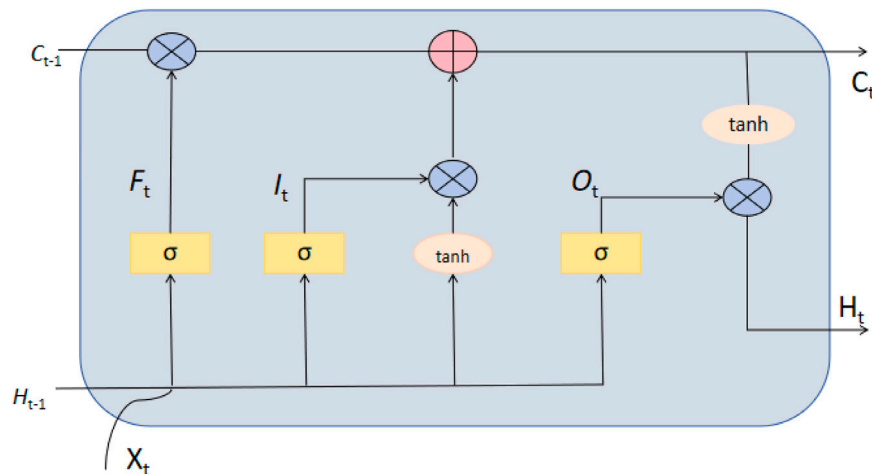 C_t-1
C_t
tanh
F_t
I_t
O_t
σ
σ
tanh
σ
H_t
H_t-1
X_t